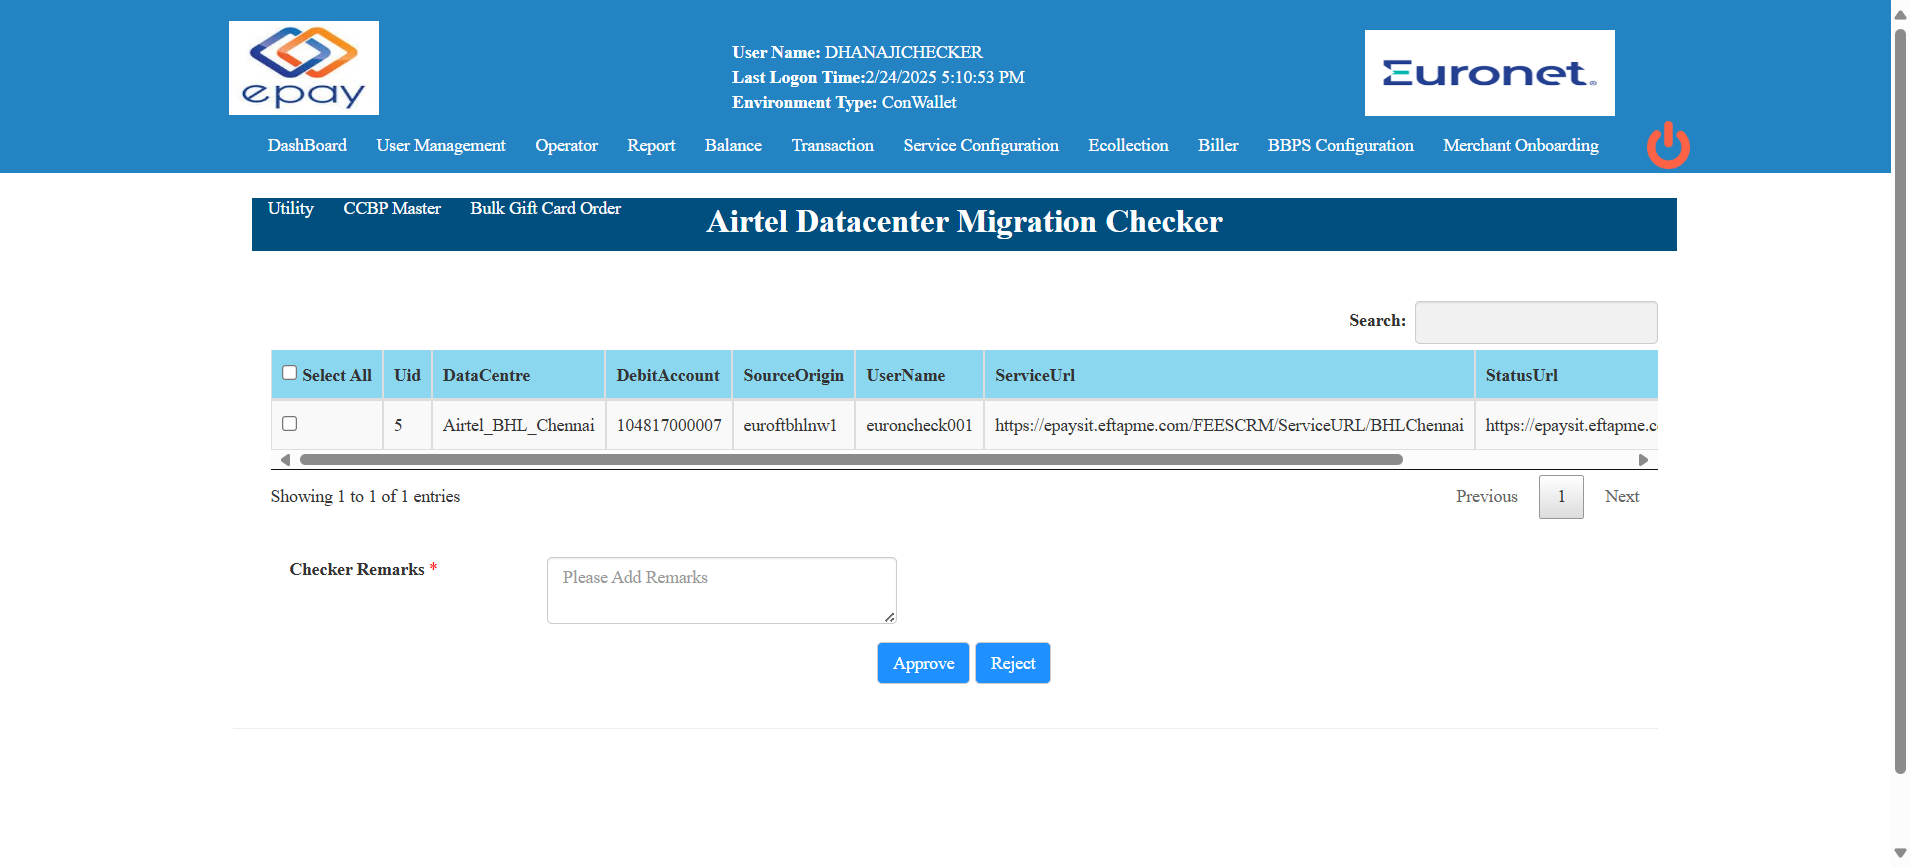 epay
User Name: DHANAJICHECKER
Last Logon Time:2/24/2025 5:10:53 PM
Environment Type: ConWallet
Euronet
DashBoard User Management Operator Report Balance Transaction Service Configuration Ecollection Biller BBPS Configuration Merchant Onboarding
Utility CCBP Master Bulk Gift Card Order
Airtel Datacenter Migration Checker
Search:
Select All Uid DataCentre DebitAccount SourceOrigin UserName ServiceUrl StatusUrl
5 Airtel_BHL_Chennai 104817000007 euroftbhlnw1 euroncheck001 https://epaysit.eftapme.com/FEESCRM/ServiceURL/BHLChennai https://epaysit.eftapme.c
Showing 1 to 1 of 1 entries
Previous 1 Next
Checker Remarks *
Please Add Remarks
Approve Reject